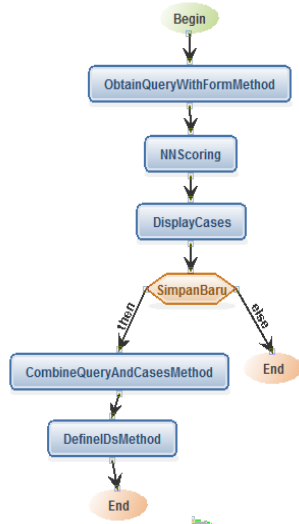 Begin
ObtainQueryWithFormMethod
NNScoring
DisplayCases
SimpanBaru
then
else
CombineQueryAndCasesMethod
End
DefineIDsMethod
End